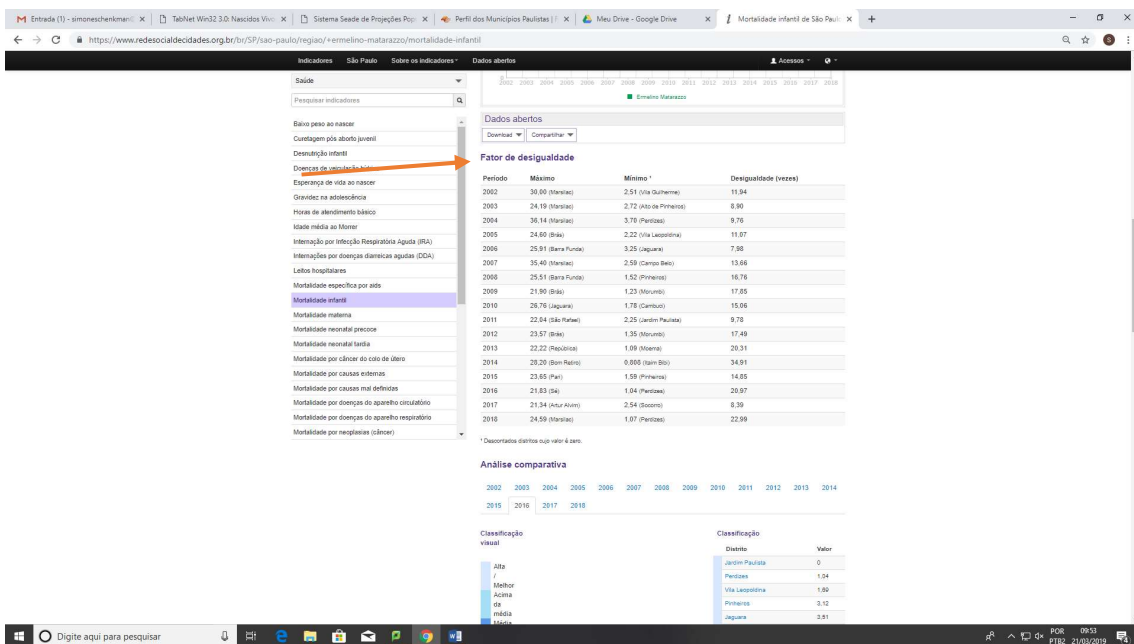 Entrada (1) - simoneschenkman
TabNet Win32 3.0: Nascidos Vivo
Sistema Seade de Projeções Pop
Perfil dos Municípios Paulistas |
Meu Drive - Google Drive
Mortalidade infantil de São Paulo
https://www.redesocialdecidades.org.br/br/SP/sao-paulo/regiao/+ermelino-matarazzo/mortalidade-infantil
Indicadores São Paulo Sobre os indicadores Dados abertos Acessos
Saúde
Pesquisar indicadores
Baixo peso ao nascer
Curetagem pós aborto juvenil
Desnutrição infantil
Doenças de veiculação
Esperança de vida ao nascer
Gravidez na adolescência
Horas de atendimento básico
Idade média ao Morrer
Internação por Infecção Respiratória Aguda (IRA)
Internações por doenças diarreicas agudas (DDA)
Leitos hospitalares
Mortalidade específica por aids
Mortalidade infantil
Mortalidade materna
Mortalidade neonatal precoce
Mortalidade neonatal tardia
Mortalidade por câncer do colo de útero
Mortalidade por causas externas
Mortalidade por causas mal definidas
Mortalidade por doenças do aparelho circulatório
Mortalidade por doenças do aparelho respiratório
Mortalidade por neoplasias (câncer)
0
2002 2003 2004 2005 2006 2007 2008 2009 2010 2011 2012 2013 2014 2015 2016 2017 2018
Ermelino Matarazzo
Dados abertos
Download Compartilhar
Fator de desigualdade
Período Máximo Mínimo * Desigualdade (vezes)
2002 30,00 (Marsilac) 2,51 (Vila Guilherme) 11,94
2003 24,19 (Marsilac) 2,72 (Alto de Pinheiros) 8,90
2004 36,14 (Marsilac) 3,70 (Perdizes) 9,76
2005 24,60 (Brás) 2,22 (Vila Leopoldina) 11,07
2006 25,91 (Barra Funda) 3,25 (Jaguara) 7,98
2007 35,40 (Marsilac) 2,59 (Campo Belo) 13,66
2008 25,51 (Barra Funda) 1,52 (Pinheiros) 16,76
2009 21,90 (Brás) 1,23 (Morumbi) 17,85
2010 26,76 (Jaguara) 1,78 (Cambuci) 15,06
2011 22,04 (São Rafael) 2,25 (Jardim Paulista) 9,78
2012 23,57 (Brás) 1,35 (Morumbi) 17,49
2013 22,22 (República) 1,09 (Moema) 20,31
2014 28,20 (Bom Retiro) 0,808 (Itaim Bibi) 34,91
2015 23,65 (Pari) 1,59 (Pinheiros) 14,85
2016 21,83 (Sé) 1,04 (Perdizes) 20,97
2017 21,34 (Artur Alvim) 2,54 (Socorro) 8,39
2018 24,59 (Marsilac) 1,07 (Perdizes) 22,99
* Descontados distritos cujo valor é zero.
Análise comparativa
2002 2003 2004 2005 2006 2007 2008 2009 2010 2011 2012 2013 2014
2015 2016 2017 2018
Classificação
visual
Alta
/
Melhor
Acima
da
média
Média
Classificação
Distrito Valor
Jardim Paulista 0
Perdizes 1,04
Vila Leopoldina 1,69
Pinheiros 3,12
Jaguara 3,51
Digite aqui para pesquisar
POR 09:53
PTB2 21/03/2019